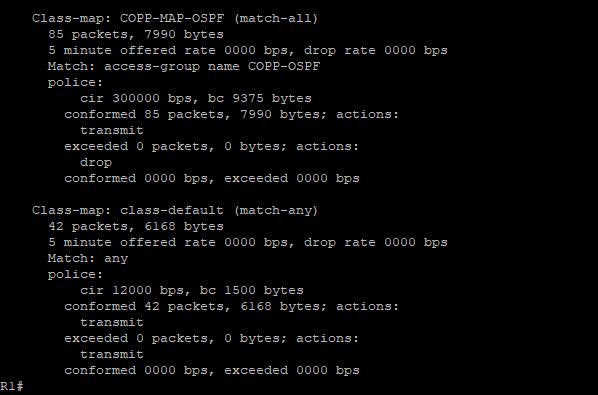 Class-map: COPP-MAP-OSPF (match-all)
85 packets, 7990 bytes
5 minute offered rate 0000 bps, drop rate 0000 bps
Match: access-group name COPP-OSPF
police:
cir 300000 bps, bc 9375 bytes
conformed 85 packets, 7990 bytes; actions:
transmit
exceeded 0 packets, 0 bytes; actions:
drop
conformed 0000 bps, exceeded 0000 bps
Class-map: class-default (match-any)
42 packets, 6168 bytes
5 minute offered rate 0000 bps, drop rate 0000 bps
Match: any
police:
cir 12000 bps, bc 1500 bytes
conformed 42 packets, 6168 bytes; actions:
transmit
exceeded 0 packets, 0 bytes; actions:
transmit
conformed 0000 bps, exceeded 0000 bps
R1#